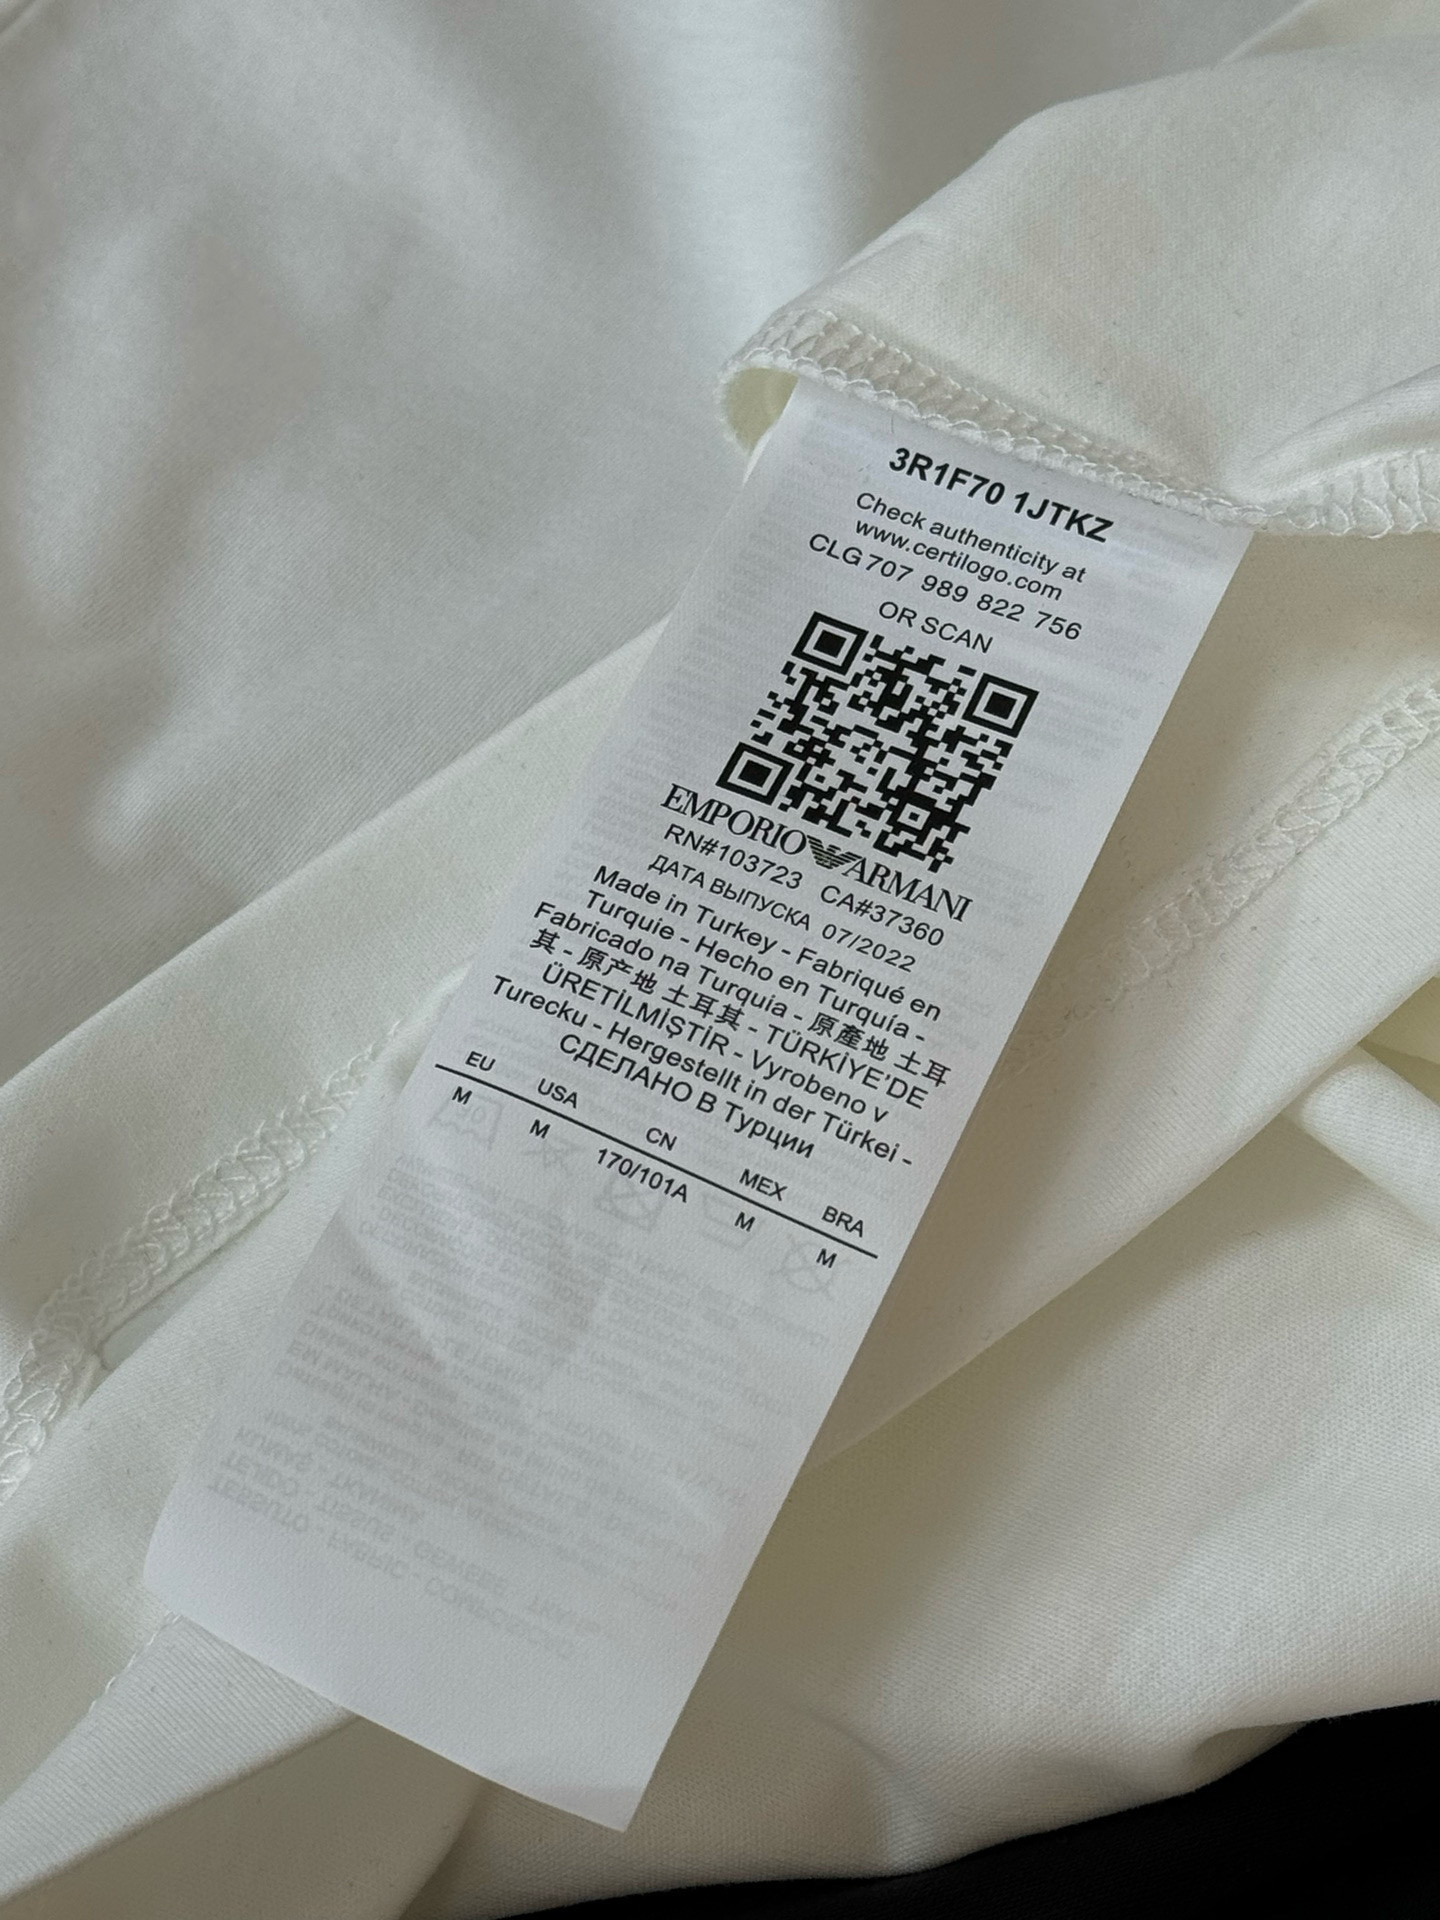 3R1F70 1JTKZ
Check authenticity at
www.certilogo.com
CLG 707 989 822 756
OR SCAN
EMPORIO ARMANI
RN#103723 CA#37360
ДАТА ВЫПУСКА 07/2022
Made in Turkey - Fabriqué en
Turquie - Hecho en Turquía -
Fabricado na Turquia - 原產地 土耳
其 - 原产地 土耳其 - TÜRKİYE'DE
ÜRETİLMİŞTİR - Vyrobeno v
Turecku - Hergestellt in der Türkei -
СДЕЛАНО В Турции
EU USA CN MEX BRA
M M 170/101A M M